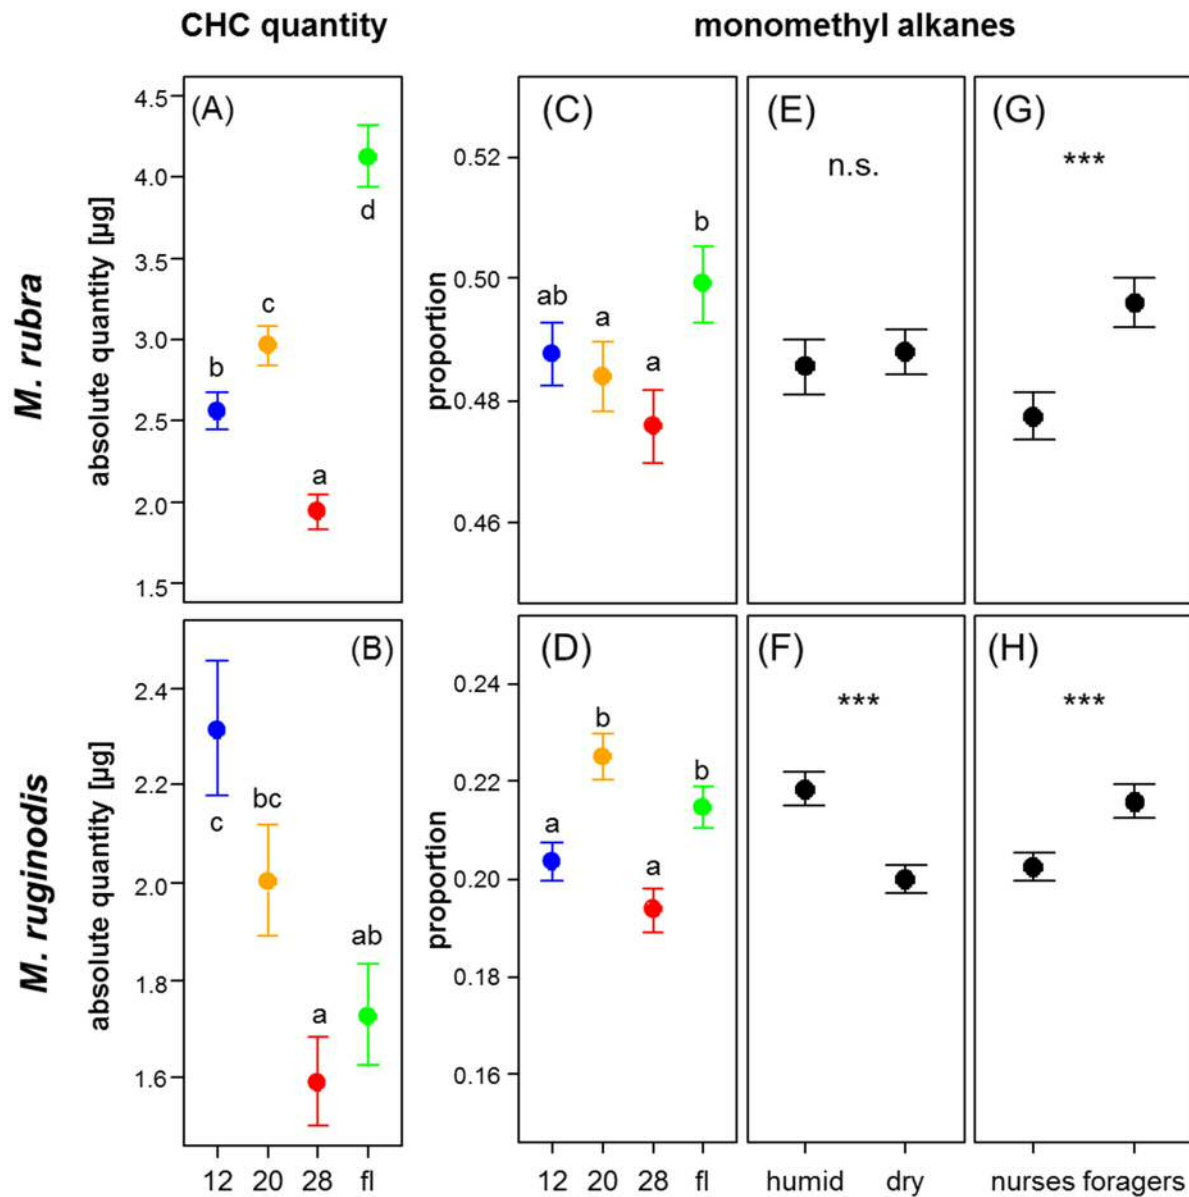 CHC quantity
monomethyl alkanes
M. rubra
absolute quantity [µg]
4.5
4.0
3.5
3.0
2.5
2.0
1.5
(A)
b
c
a
d
proportion
0.52
0.50
0.48
0.46
(C)
ab
a
a
b
(E)
n.s.
(G)
***
M. ruginodis
absolute quantity [µg]
2.4
2.2
2.0
1.8
1.6
(B)
c
bc
a
ab
12 20 28 fl
proportion
0.24
0.22
0.20
0.18
0.16
(D)
a
b
a
b
12 20 28 fl
(F)
***
humid dry
(H)
***
nurses foragers